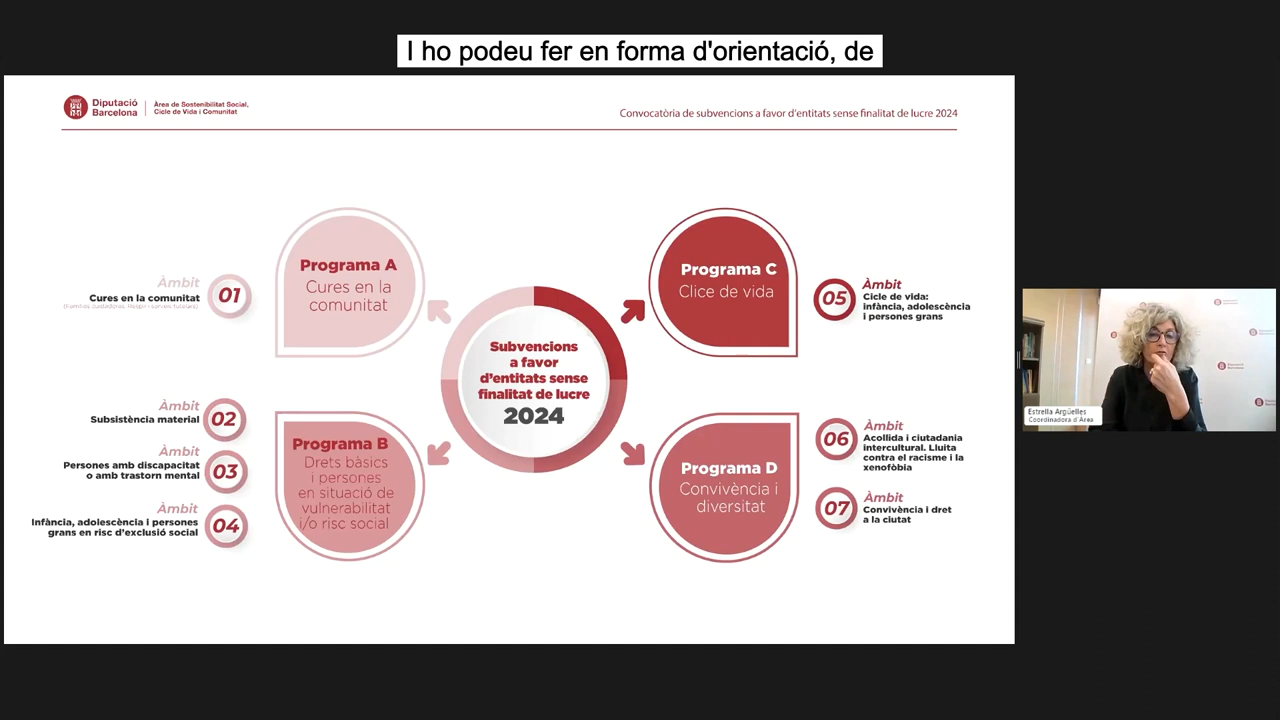 I ho podeu fer en forma d'orientació, de
Diputació
Barcelona
Àrea de Sostenibilitat Social,
Cicle de Vida i Comunitat
Convocatòria de subvencions a favor d'entitats sense finalitat de lucre 2024
Àmbit
Cures en la comunitat
01
Programa A
Cures en la
comunitat
Àmbit
Subsistència material
02
Àmbit
Persones amb discapacitat
o amb trastorn mental
03
Àmbit
Infància, adolescència i persones
grans en risc d'exclusió social
04
Programa B
Drets bàsics
i persones
en situació de
vulnerabilitat
i/o risc social
Subvencions
a favor
d'entitats sense
finalitat de lucre
2024
Programa C
Clice de vida
05
Àmbit
Cicle de vida:
infància, adolescència
i persones grans
Programa D
Convivència i
diversitat
06
Àmbit
Acollida i ciutadania
intercultural. Lluita
contra el racisme i la
xenofòbia
07
Àmbit
Convivència i dret
a la ciutat
Estrella Argüelles
Coordinadora d'Àrea